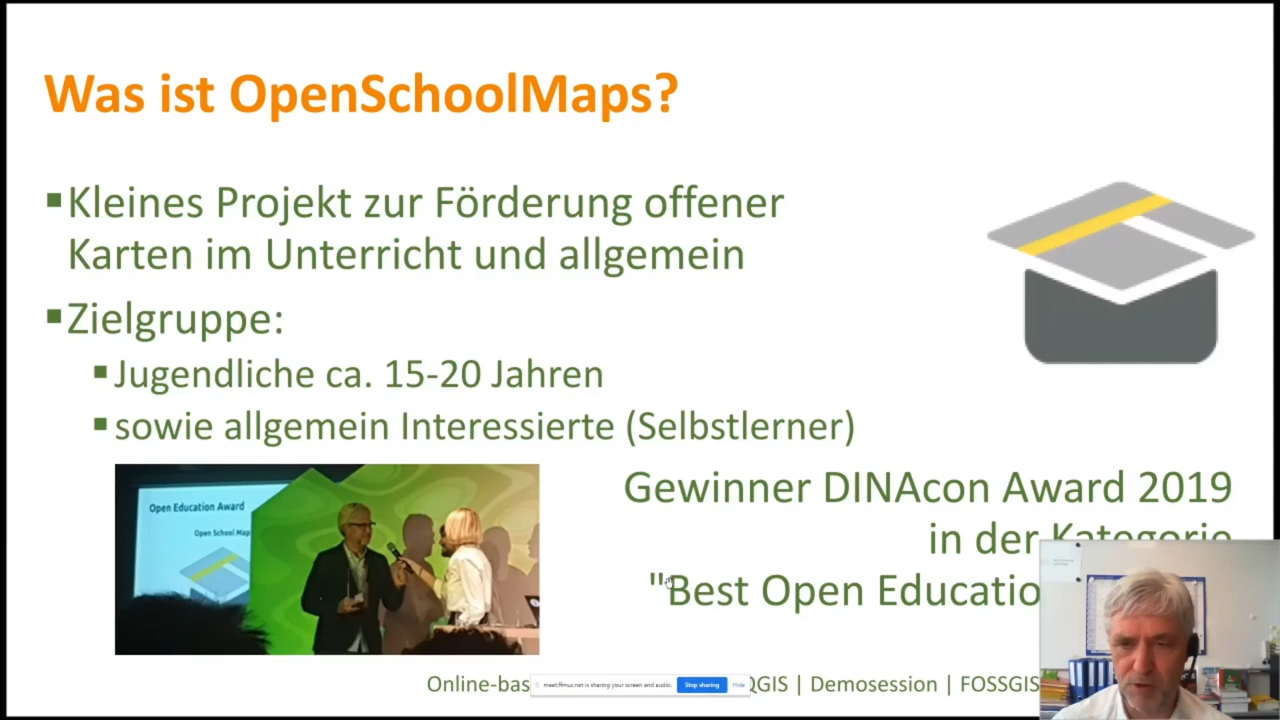 Was ist OpenSchoolMaps?
▪Kleines Projekt zur Förderung offener
Karten im Unterricht und allgemein
▪Zielgruppe:
▪Jugendliche ca. 15-20 Jahren
▪sowie allgemein Interessierte (Selbstlerner)
Open Education Award
Open School Map
Gewinner DINAcon Award 2019
in der Kategorie
"Best Open Educatio
Online-bas
meet.ffmuc.net is sharing your screen and audio.
Stop sharing
Hide
QGIS | Demosession | FOSSGIS